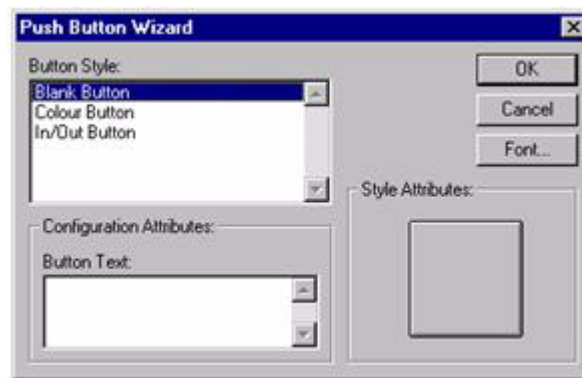 Push Button Wizard
Button Style:
Blank Button
Colour Button
In/Out Button
OK
Cancel
Font...
Configuration Attributes:
Button Text:
Style Attributes: